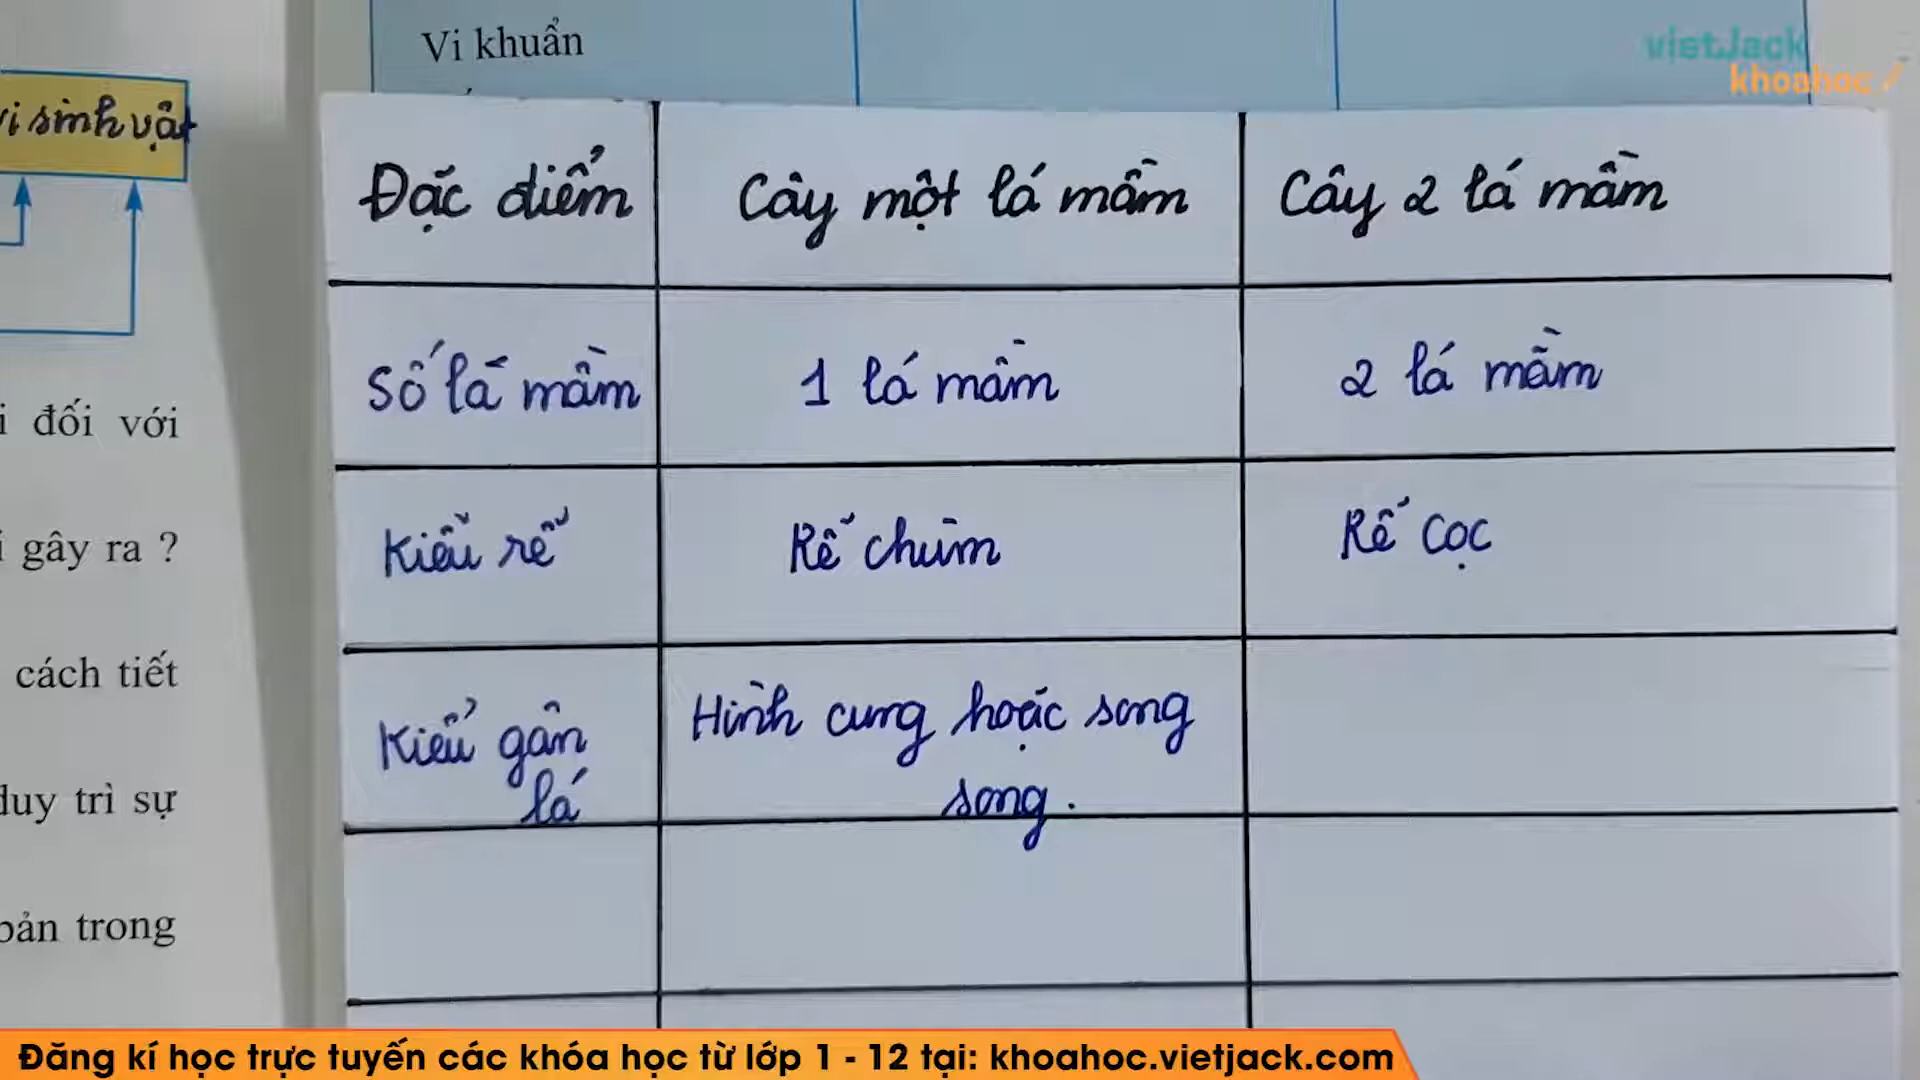 Vi khuẩn
vietJack
khoahoc
vi sinh vật
Đặc điểm
Cây một lá mầm
Cây 2 lá mầm
Số lá mầm
1 lá mầm
2 lá mầm
i đối với
Kiểu rễ
Rễ chùm
Rễ cọc
i gây ra ?
cách tiết
Kiểu gân
lá
Hình cung hoặc song
song.
duy trì sự
bản trong
Đăng kí học trực tuyến các khóa học từ lớp 1 - 12 tại: khoahoc.vietjack.com